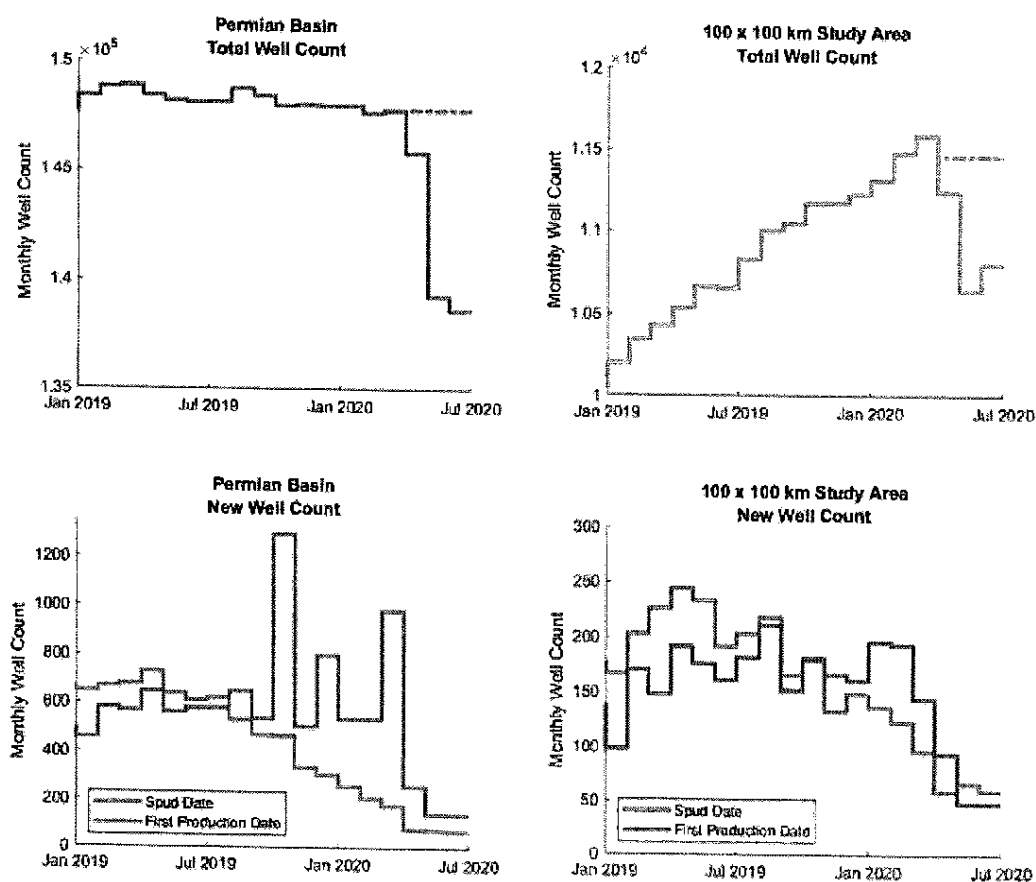 Permian Basin
Total Well Count
× 10⁵
1.5
1.45
1.4
1.35
Monthly Well Count
Jan 2019
Jul 2019
Jan 2020
Jul 2020
100 x 100 km Study Area
Total Well Count
× 10⁴
1.2
1.15
1.1
1.05
1
Monthly Well Count
Jan 2019
Jul 2019
Jan 2020
Jul 2020
Permian Basin
New Well Count
1200
1000
800
600
400
200
0
Monthly Well Count
Spud Date
First Production Date
Jan 2019
Jul 2019
Jan 2020
Jul 2020
100 x 100 km Study Area
New Well Count
300
250
200
150
100
50
0
Monthly Well Count
Spud Date
First Production Date
Jan 2019
Jul 2019
Jan 2020
Jul 2020